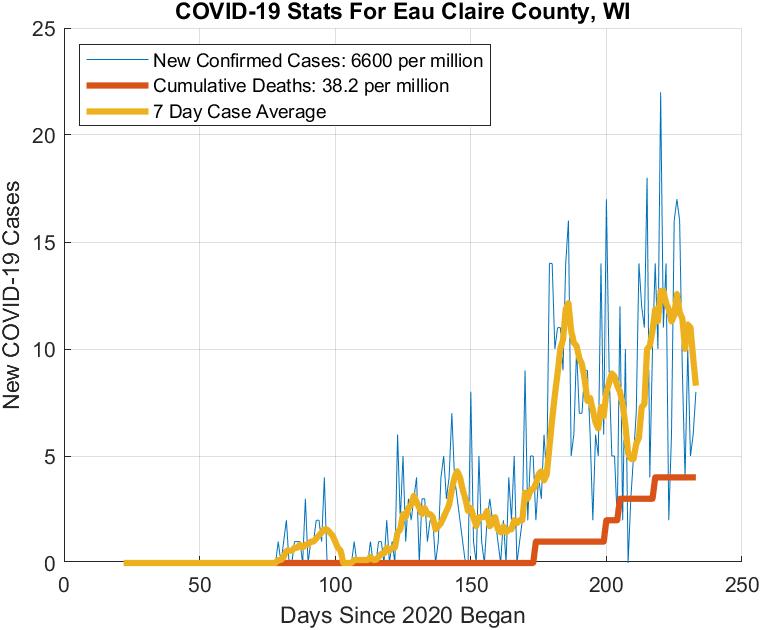 COVID-19 Stats For Eau Claire County, WI
New Confirmed Cases: 6600 per million
Cumulative Deaths: 38.2 per million
7 Day Case Average
New COVID-19 Cases
25
20
15
10
5
0
0 50 100 150 200 250
Days Since 2020 Began